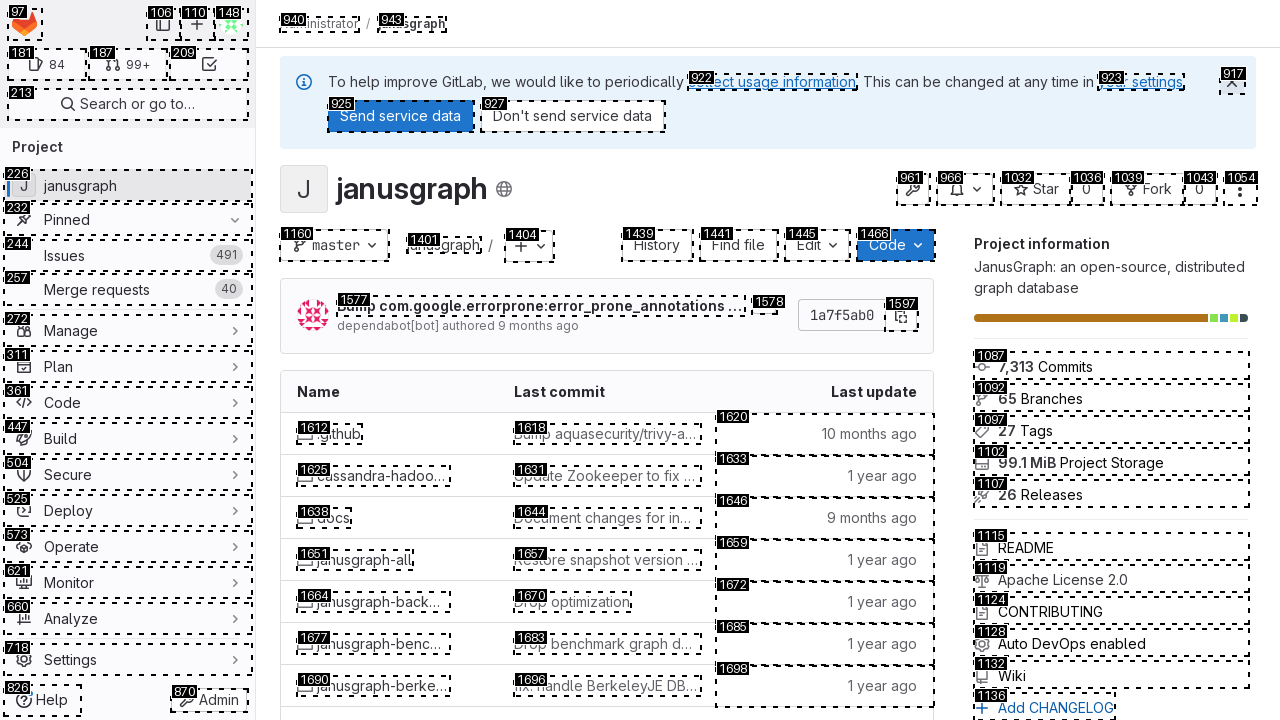 97
106
110
148
181 84
187 99+
209
213 Search or go to…
Project
226 J janusgraph
232 Pinned
244 Issues 491
257 Merge requests 40
272 Manage
311 Plan
361 Code
447 Build
504 Secure
525 Deploy
573 Operate
621 Monitor
660 Analyze
718 Settings
826 Help
870 Admin
940 / 943 janusgraph
To help improve GitLab, we would like to periodically 922 collect usage information. This can be changed at any time in 923 your settings.
917
925 Send service data
927 Don't send service data
J janusgraph
961
966
1032 Star
1036 0
1039 Fork
1043 0
1054
1160 master
1401 janusgraph /
1404
1439 History
1441 Find file
1445 Edit
1466 Code
1577 Bump com.google.errorprone:error_prone_annotations …
1578
dependabot[bot] authored 9 months ago
1a7f5ab0
1597
Name Last commit Last update
1612 .github 1618 Bump aquasecurity/trivy-a… 1620 10 months ago
1625 cassandra-hadoo… 1631 Update Zookeeper to fix … 1633 1 year ago
1638 docs 1644 Document changes for in… 1646 9 months ago
1651 janusgraph-all 1657 Restore snapshot version … 1659 1 year ago
1664 janusgraph-back… 1670 Drop optimization 1672 1 year ago
1677 janusgraph-benc… 1683 Drop benchmark graph d… 1685 1 year ago
1690 janusgraph-berke… 1696 fix: handle BerkeleyJE DB… 1698 1 year ago
Project information
JanusGraph: an open-source, distributed
graph database
1087 7,313 Commits
1092 65 Branches
1097 27 Tags
1102 99.1 MiB Project Storage
1107 26 Releases
1115 README
1119 Apache License 2.0
1124 CONTRIBUTING
1128 Auto DevOps enabled
1132 Wiki
1136 Add CHANGELOG